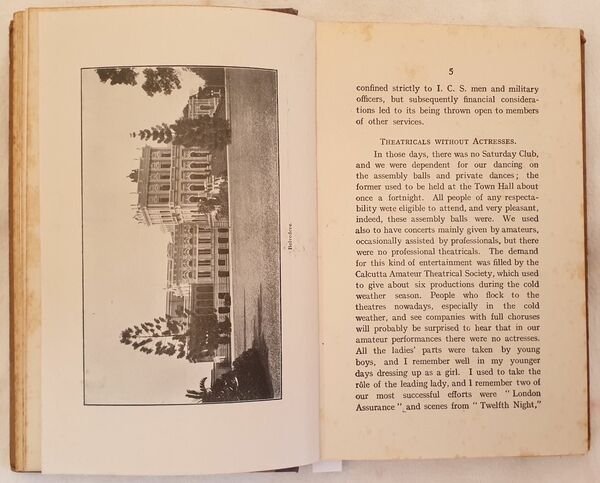 Belvedere.
5
confined strictly to I. C. S. men and military
officers, but subsequently financial considera-
tions led to its being thrown open to members
of other services.
THEATRICALS WITHOUT ACTRESSES.
In those days, there was no Saturday Club,
and we were dependent for our dancing on
the assembly balls and private dances; the
former used to be held at the Town Hall about
once a fortnight. All people of any respecta-
bility were eligible to attend, and very pleasant,
indeed, these assembly balls were. We used
also to have concerts mainly given by amateurs,
occasionally assisted by professionals, but there
were no professional theatricals. The demand
for this kind of entertainment was filled by the
Calcutta Amateur Theatrical Society, which used
to give about six productions during the cold
weather season. People who flock to the
theatres nowadays, especially in the cold
weather, and see companies with full choruses
will probably be surprised to hear that in our
amateur performances there were no actresses.
All the ladies' parts were taken by young
boys, and I remember well in my younger
days dressing up as a girl. I used to take the
rôle of the leading lady, and I remember two of
our most successful efforts were "London
Assurance" and scenes from "Twelfth Night,"